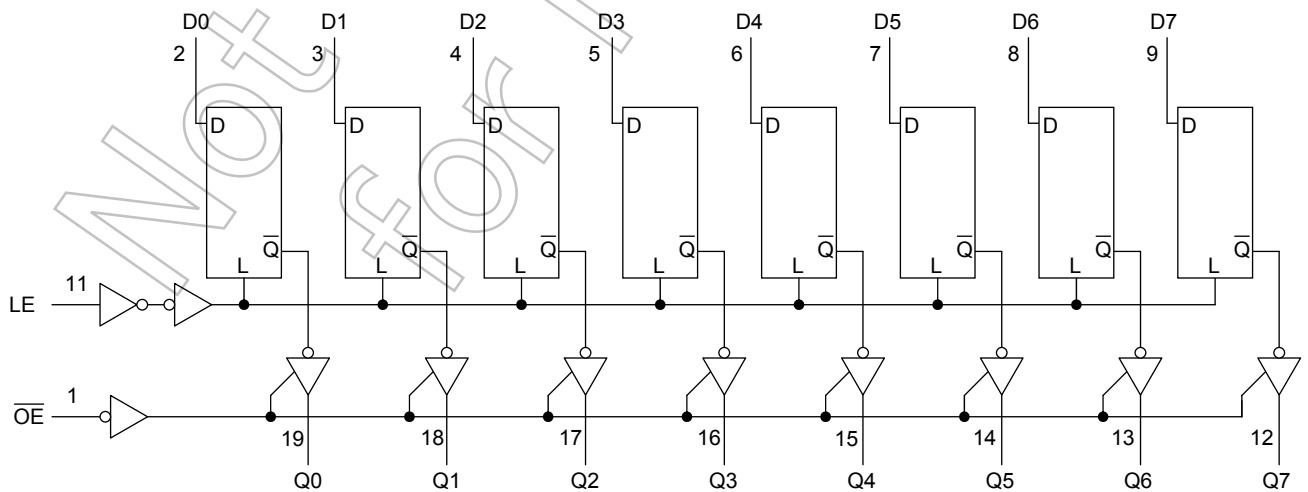 D0 D1 D2 D3 D4 D5 D6 D7
2 3 4 5 6 7 8 9
D D D D D D D D
Q̅ Q̅ Q̅ Q̅ Q̅ Q̅ Q̅ Q̅
L L L L L L L L
11
LE
1
O̅E̅
19 18 17 16 15 14 13 12
Q0 Q1 Q2 Q3 Q4 Q5 Q6 Q7
Not
for